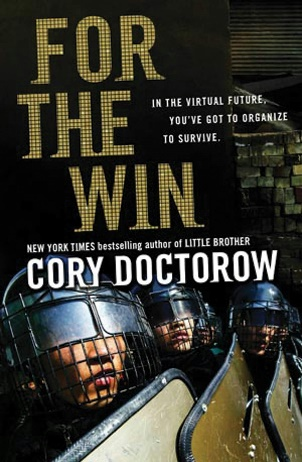 FOR
THE
WIN
IN THE VIRTUAL FUTURE,
YOU'VE GOT TO ORGANIZE
TO SURVIVE.
NEW YORK TIMES bestselling author of LITTLE BROTHER
CORY DOCTOROW